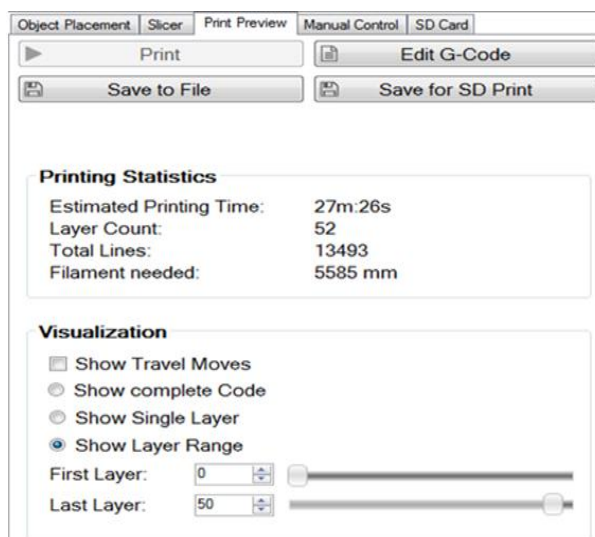 Object Placement Slicer Print Preview Manual Control SD Card
Print Edit G-Code
Save to File Save for SD Print
Printing Statistics
Estimated Printing Time: 27m:26s
Layer Count: 52
Total Lines: 13493
Filament needed: 5585 mm
Visualization
Show Travel Moves
Show complete Code
Show Single Layer
Show Layer Range
First Layer: 0
Last Layer: 50